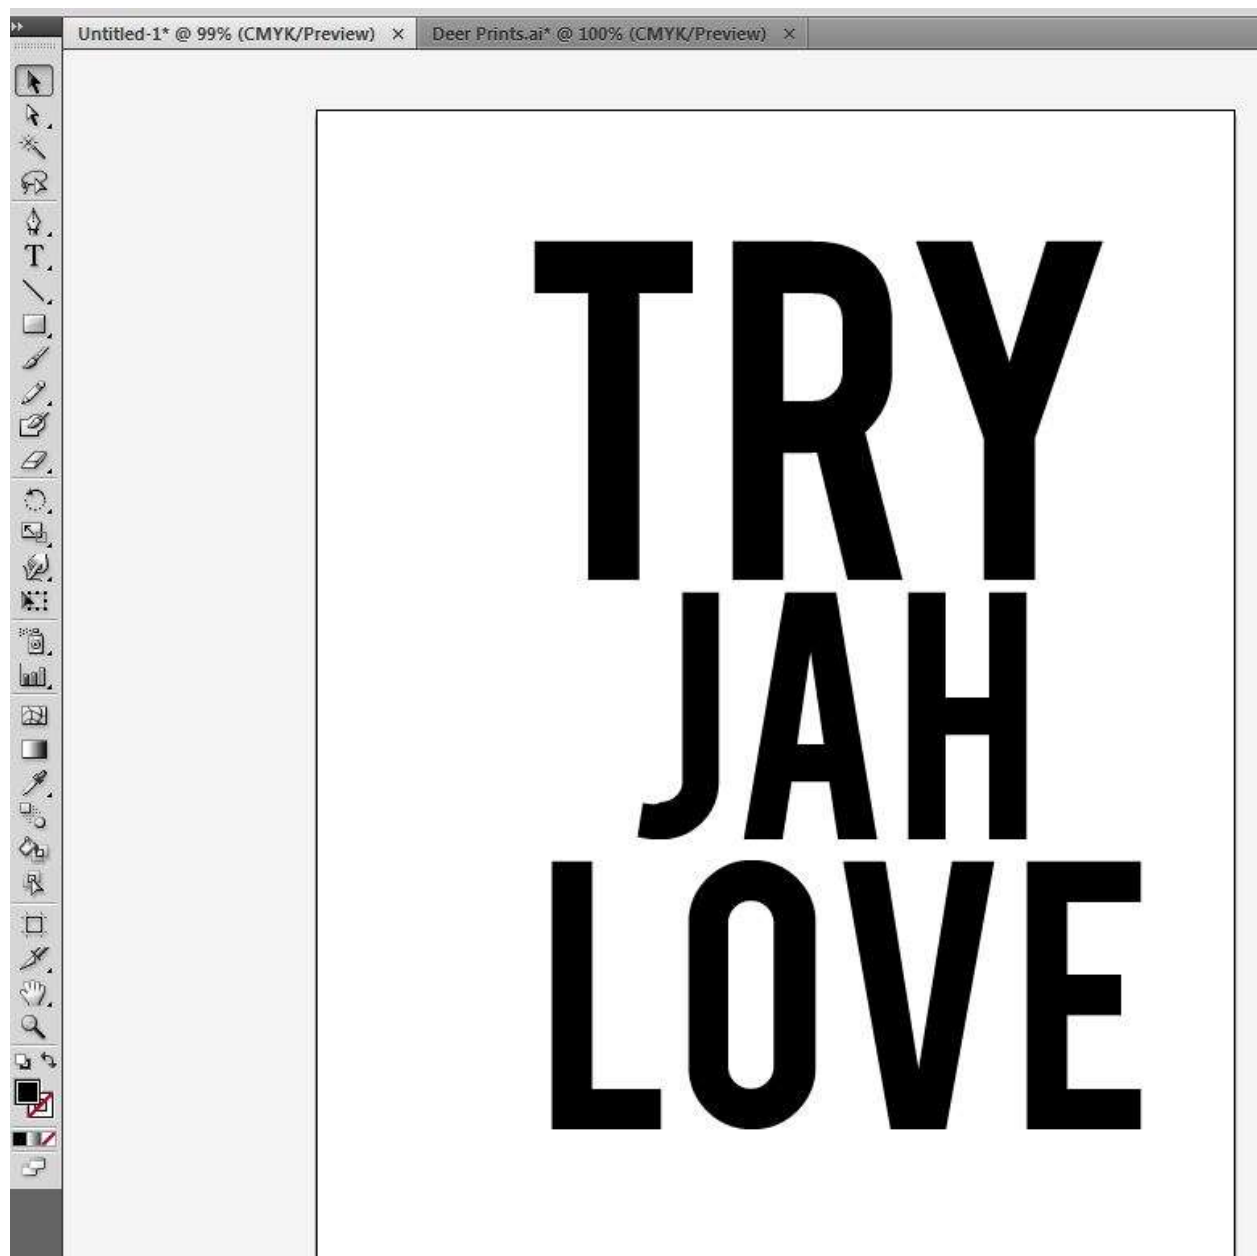 Untitled-1* @ 99% (CMYK/Preview) × Deer Prints.ai* @ 100% (CMYK/Preview) ×
TRY
JAH
LOVE